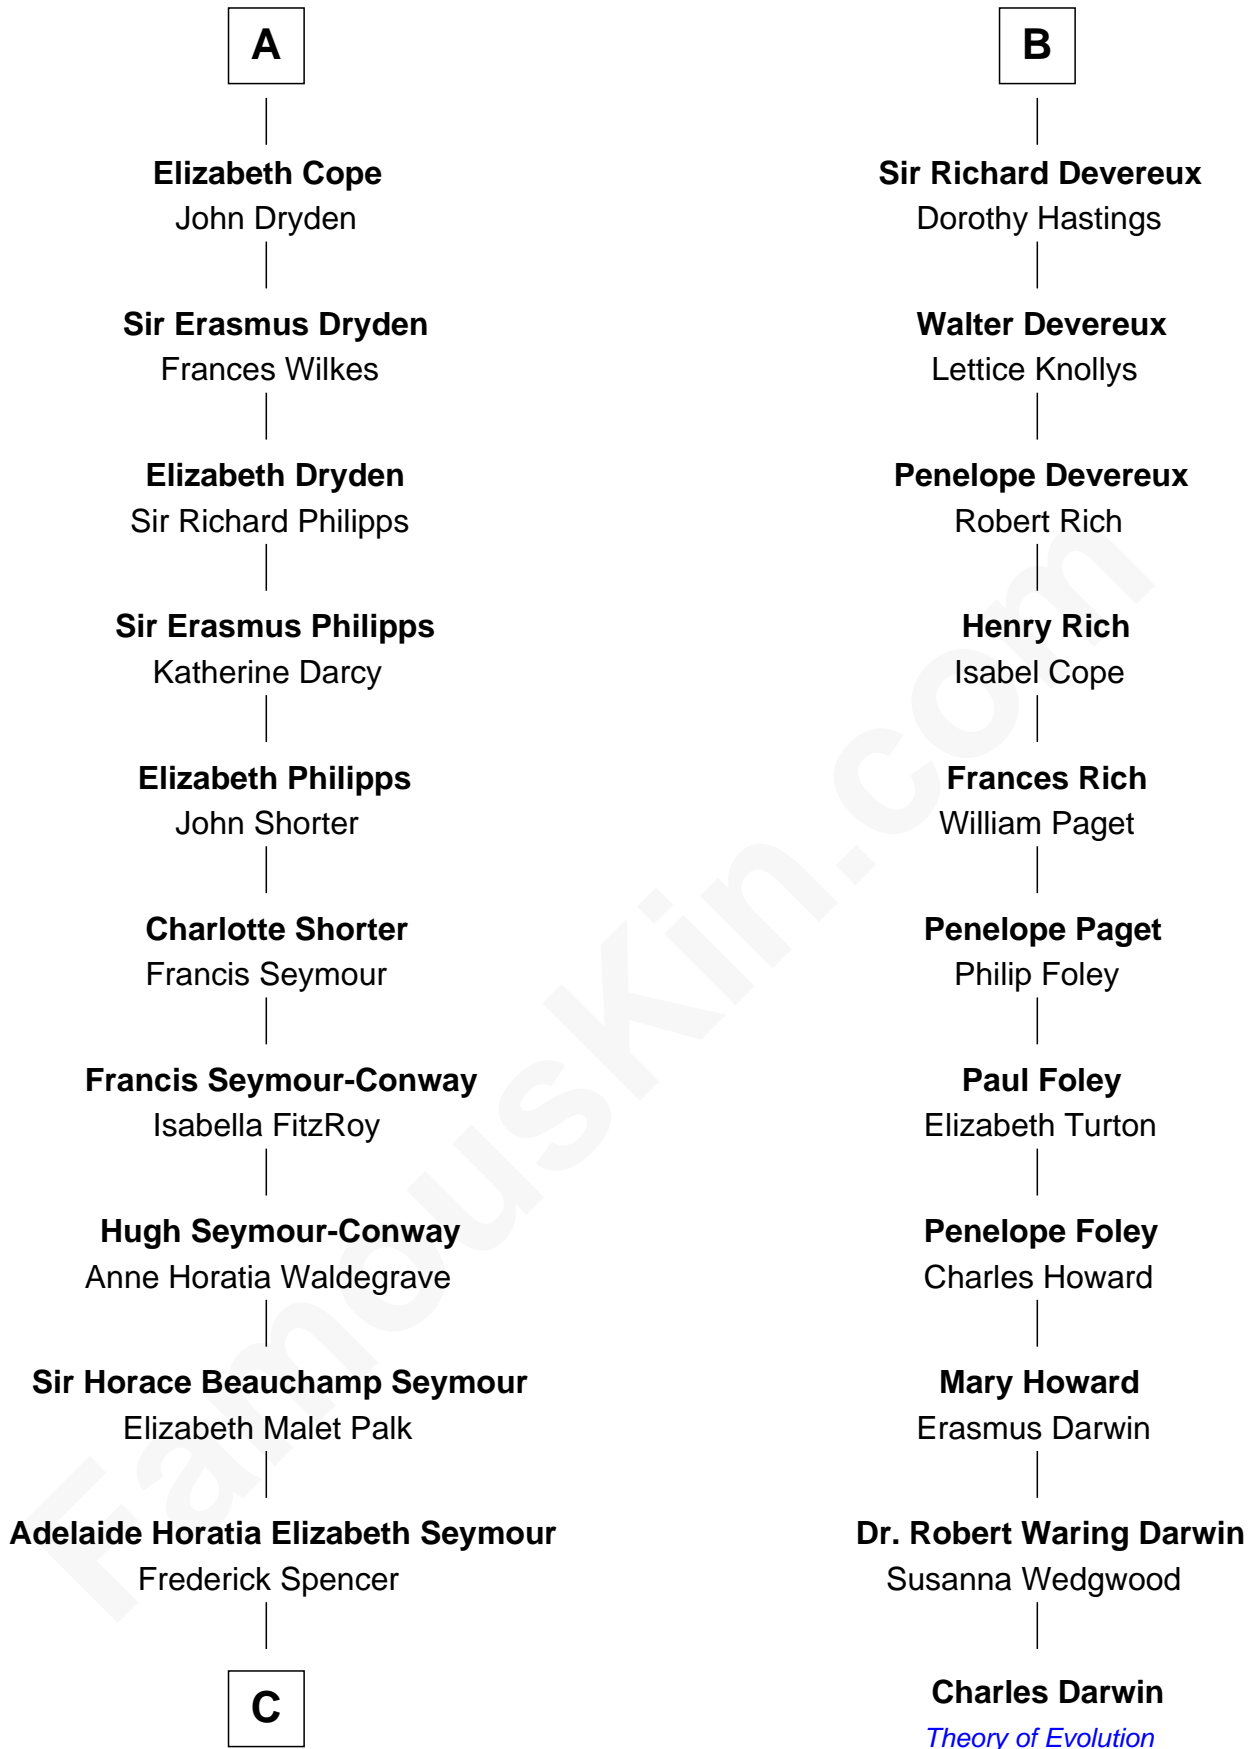 A
Elizabeth Cope
John Dryden
Sir Erasmus Dryden
Frances Wilkes
Elizabeth Dryden
Sir Richard Philipps
Sir Erasmus Philipps
Katherine Darcy
Elizabeth Philipps
John Shorter
Charlotte Shorter
Francis Seymour
Francis Seymour-Conway
Isabella FitzRoy
Hugh Seymour-Conway
Anne Horatia Waldegrave
Sir Horace Beauchamp Seymour
Elizabeth Malet Palk
Adelaide Horatia Elizabeth Seymour
Frederick Spencer
C
B
Sir Richard Devereux
Dorothy Hastings
Walter Devereux
Lettice Knollys
Penelope Devereux
Robert Rich
Henry Rich
Isabel Cope
Frances Rich
William Paget
Penelope Paget
Philip Foley
Paul Foley
Elizabeth Turton
Penelope Foley
Charles Howard
Mary Howard
Erasmus Darwin
Dr. Robert Waring Darwin
Susanna Wedgwood
Charles Darwin
Theory of Evolution
FamousKin.com